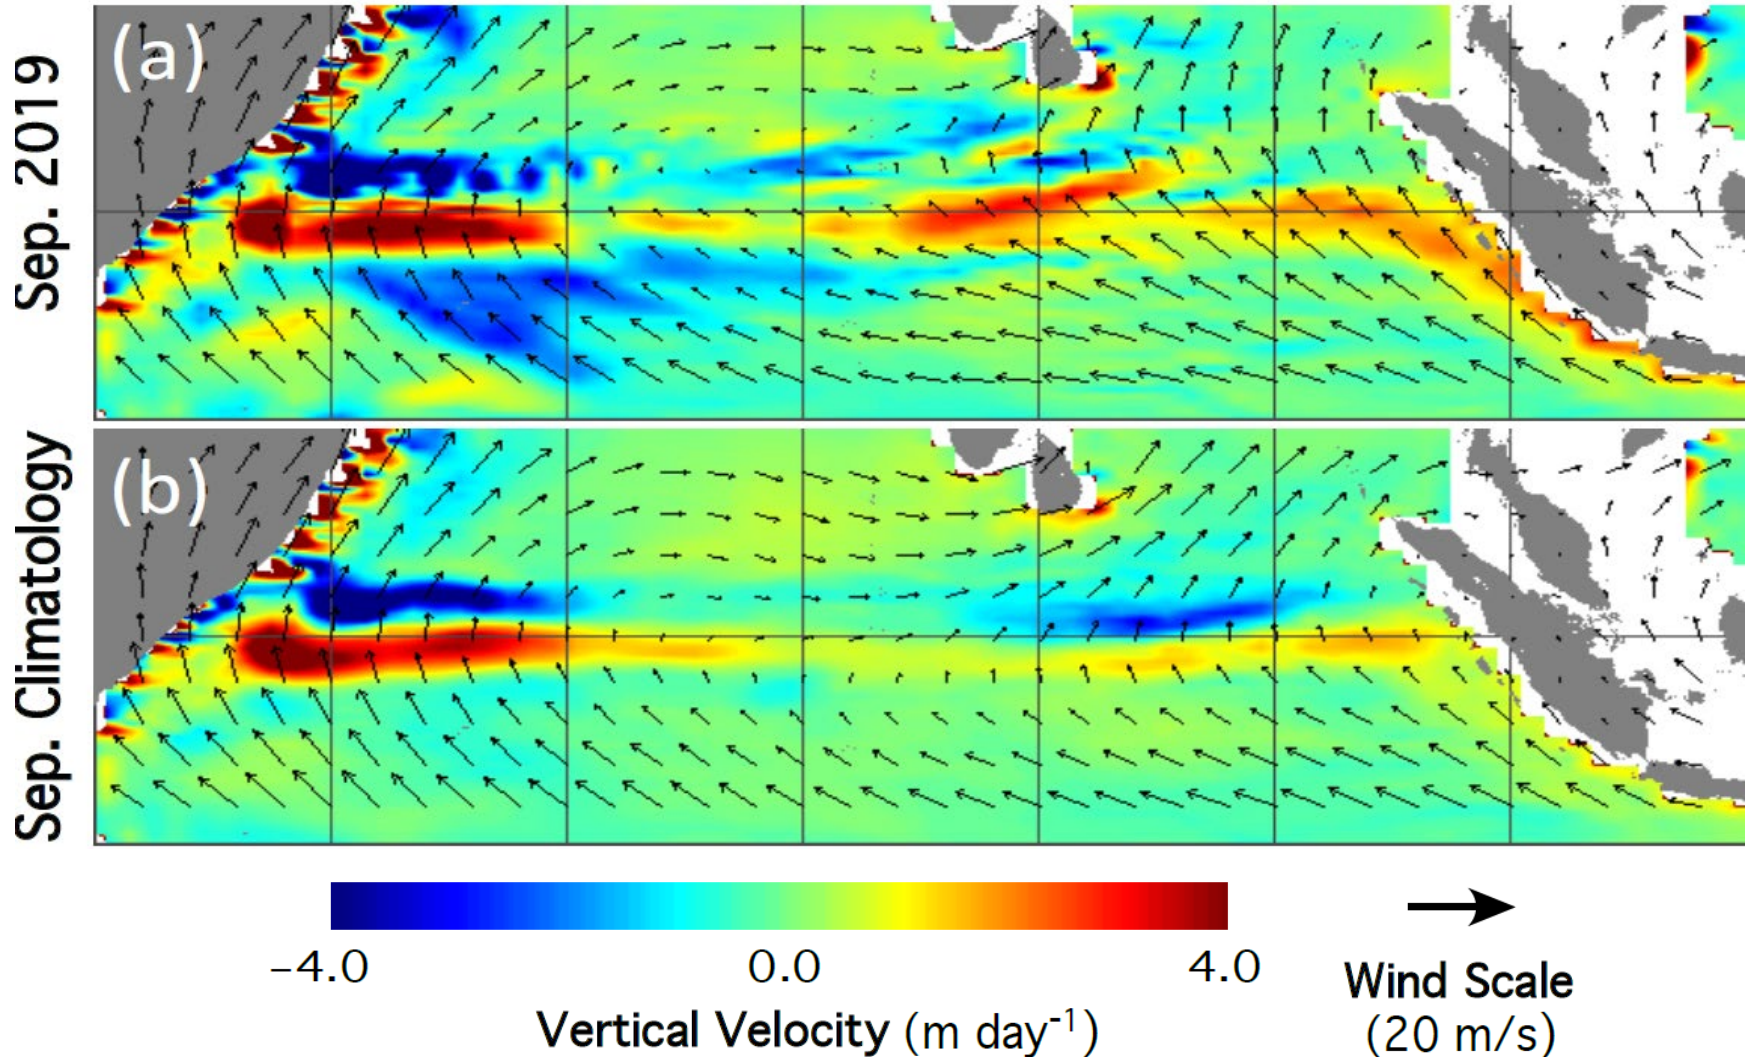 (a)
Sep. 2019
(b)
Sep. Climatology
−4.0 0.0 4.0
Vertical Velocity (m day⁻¹)
Wind Scale
(20 m/s)